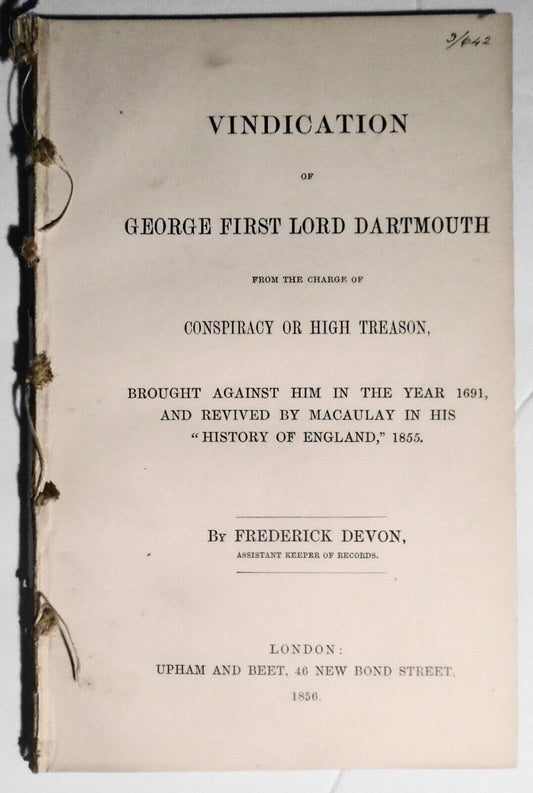 3/642
VINDICATION
OF
GEORGE FIRST LORD DARTMOUTH
FROM THE CHARGE OF
CONSPIRACY OR HIGH TREASON,
BROUGHT AGAINST HIM IN THE YEAR 1691,
AND REVIVED BY MACAULAY IN HIS
“HISTORY OF ENGLAND,” 1855.
BY FREDERICK DEVON,
ASSISTANT KEEPER OF RECORDS.
LONDON:
UPHAM AND BEET, 46 NEW BOND STREET.
1856.